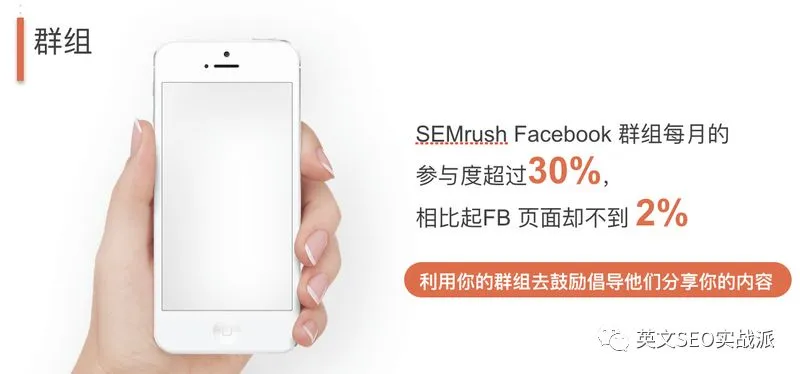 群组
SEMrush Facebook 群组每月的
参与度超过30%,
相比起FB 页面却不到 2%
利用你的群组去鼓励倡导他们分享你的内容
英文SEO实战派